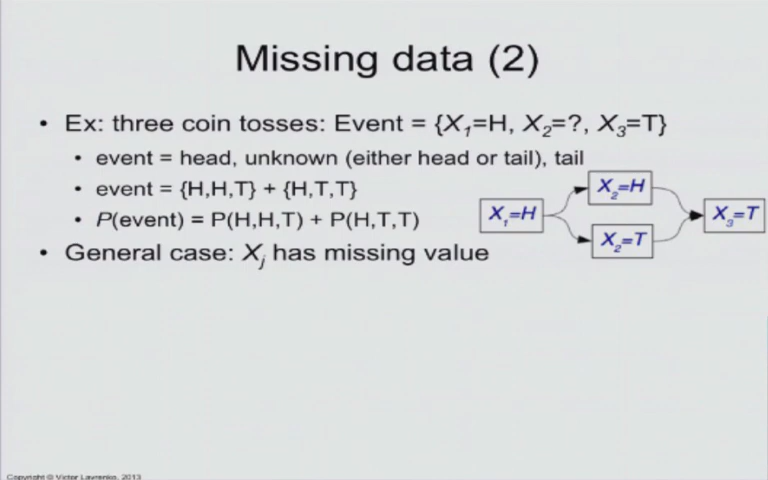 Missing data (2)
• Ex: three coin tosses: Event = {X₁=H, X₂=?, X₃=T}
• event = head, unknown (either head or tail), tail
• event = {H,H,T} + {H,T,T}
• P(event) = P(H,H,T) + P(H,T,T)
X₁=H
X₂=H
X₂=T
X₃=T
• General case: Xⱼ has missing value
Copyright © Victor Lavrenko, 2013